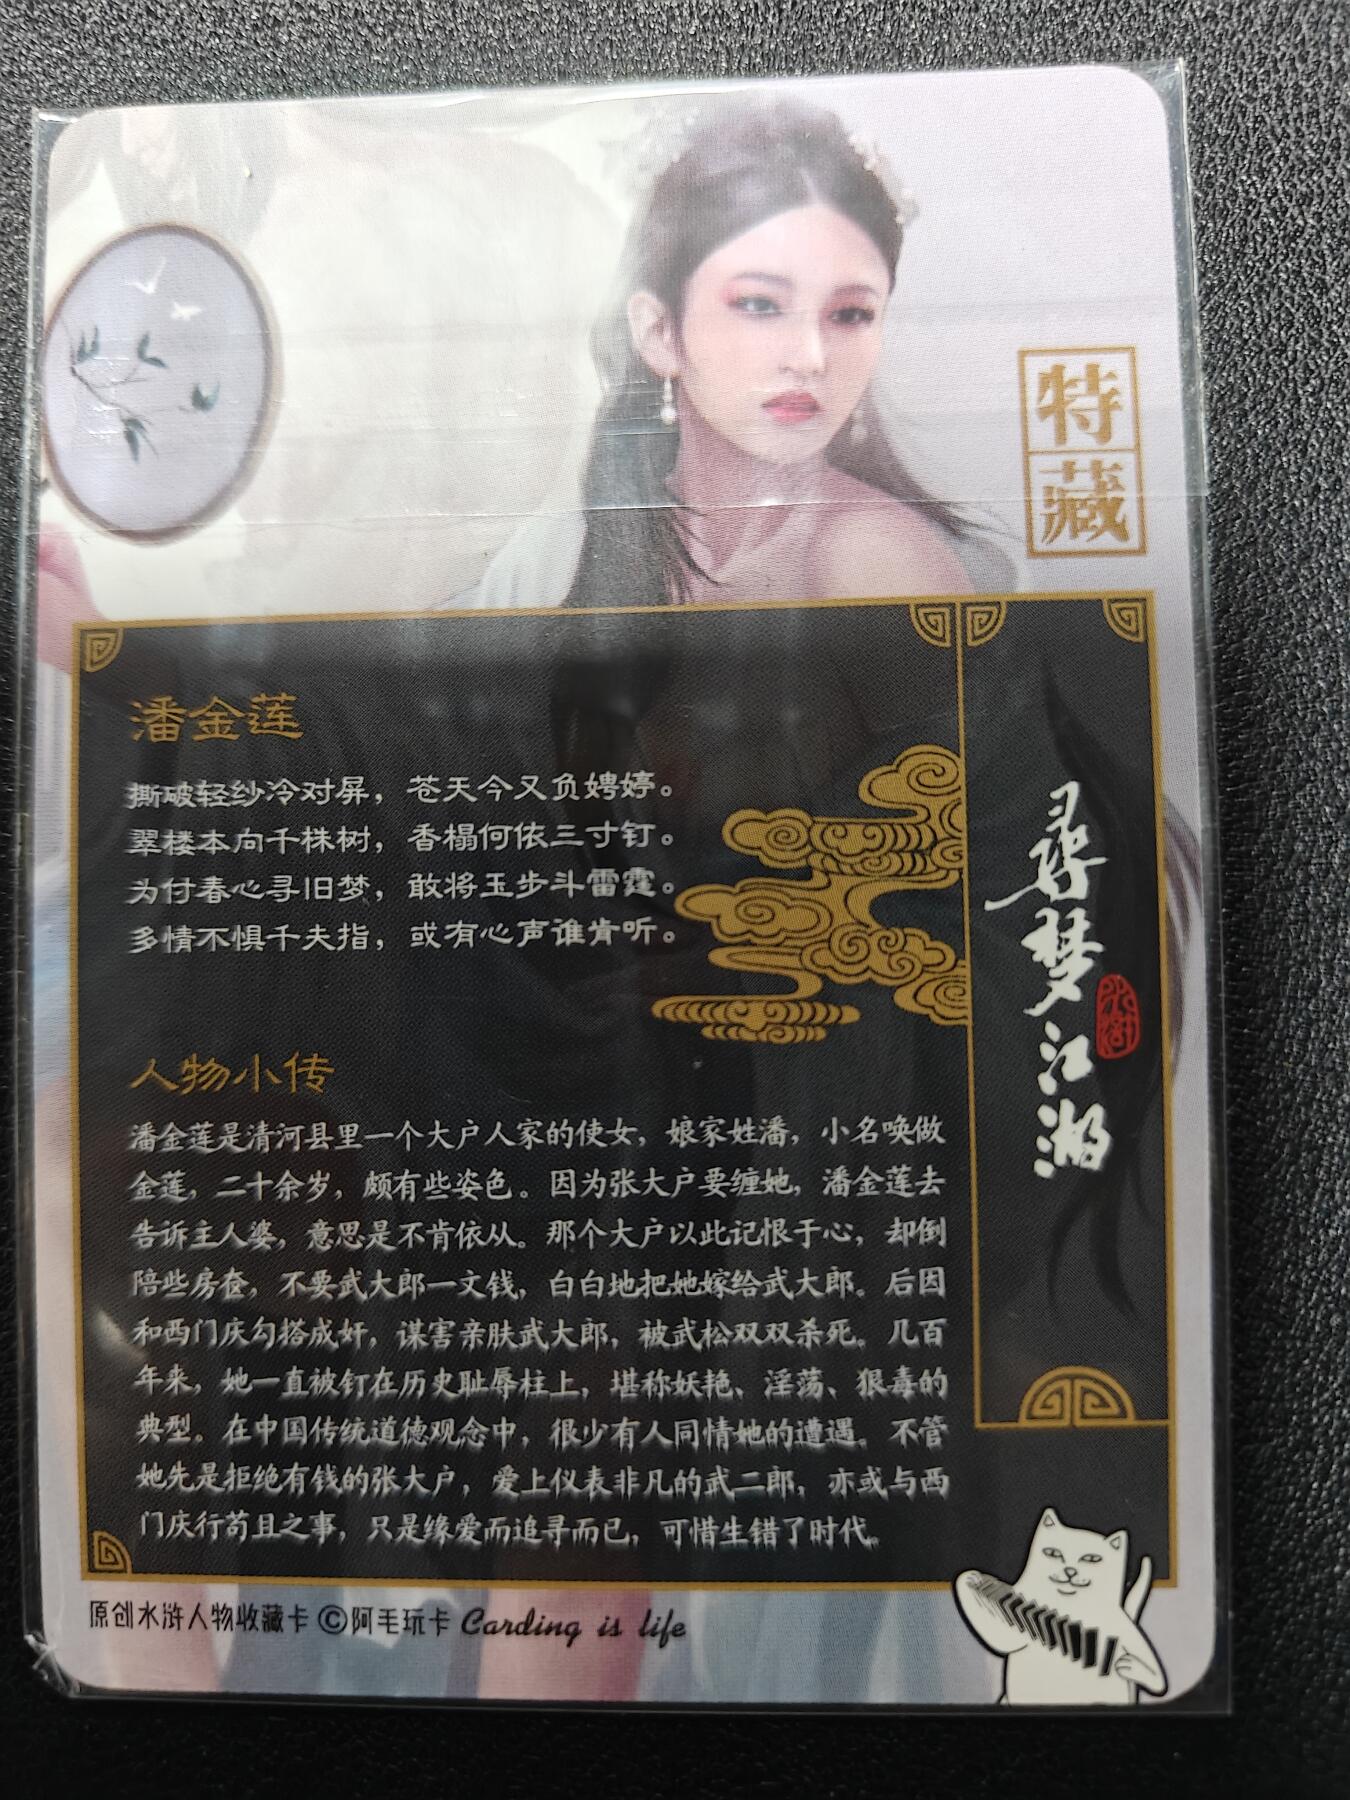 特藏
潘金莲
撕破轻纱冷对屏，苍天今又负娉婷。
翠楼本向千株树，香榻何依三寸钉。
为付春心寻旧梦，敢将玉步斗雷霆。
多情不惧千夫指，或有心声谁肯听。
寻梦江湖
水浒
人物小传
潘金莲是清河县里一个大户人家的使女，娘家姓潘，小名唤做
金莲，二十余岁，颇有些姿色。因为张大户要缠她，潘金莲去
告诉主人婆，意思是不肯依从。那个大户以此记恨于心，却倒
陪些房奁，不要武大郎一文钱，白白地把她嫁给武大郎。后因
和西门庆勾搭成奸，谋害亲肤武大郎，被武松双双杀死。几百
年来，她一直被钉在历史耻辱柱上，堪称妖艳、淫荡、狠毒的
典型。在中国传统道德观念中，很少有人同情她的遭遇。不管
她先是拒绝有钱的张大户，爱上仪表非凡的武二郎，亦或与西
门庆行苟且之事，只是缘爱而追寻而已，可惜生错了时代。
原创水浒人物收藏卡©阿毛玩卡 Carding is life